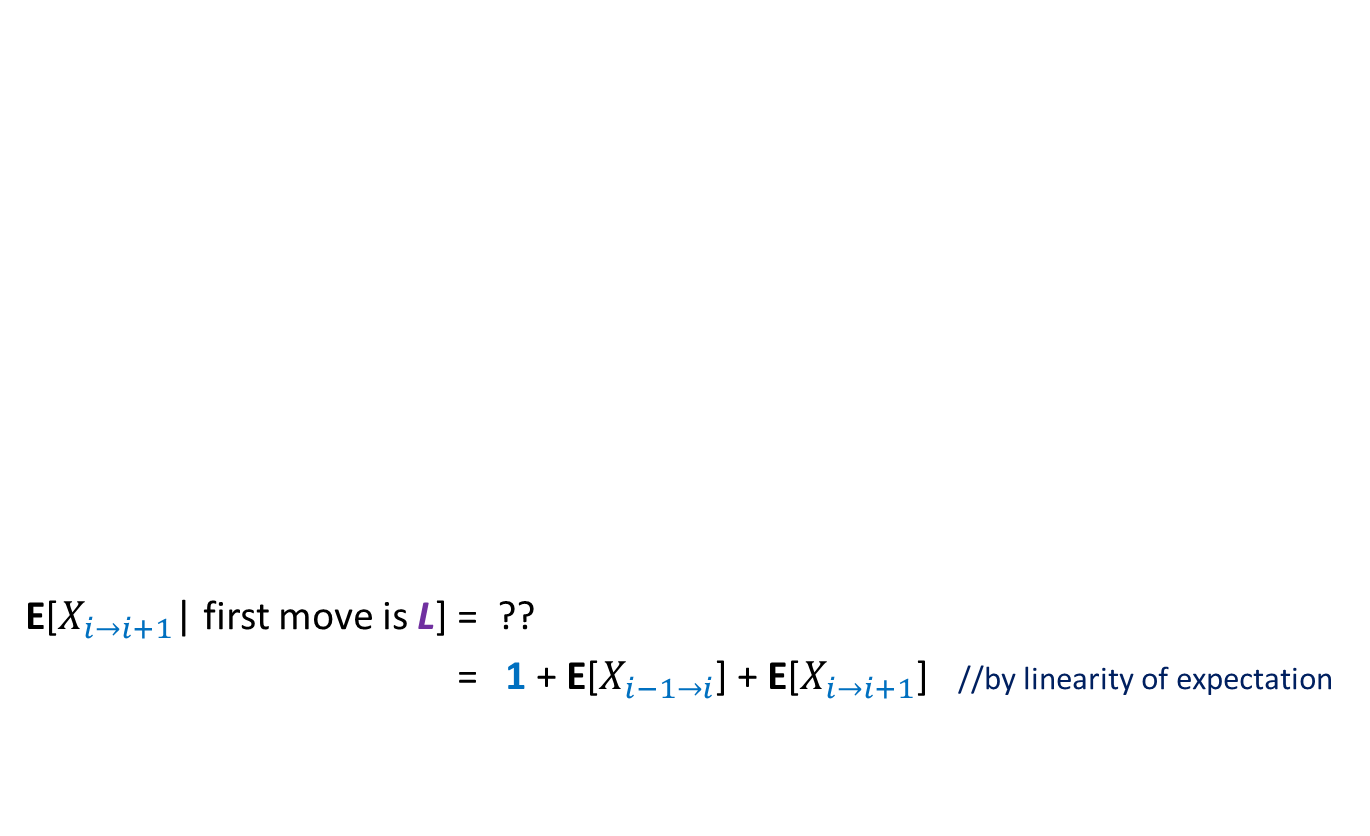 E[X_{i→i+1}| first move is L] = ??
= 1 + E[X_{i−1→i}] + E[X_{i→i+1}] //by linearity of expectation